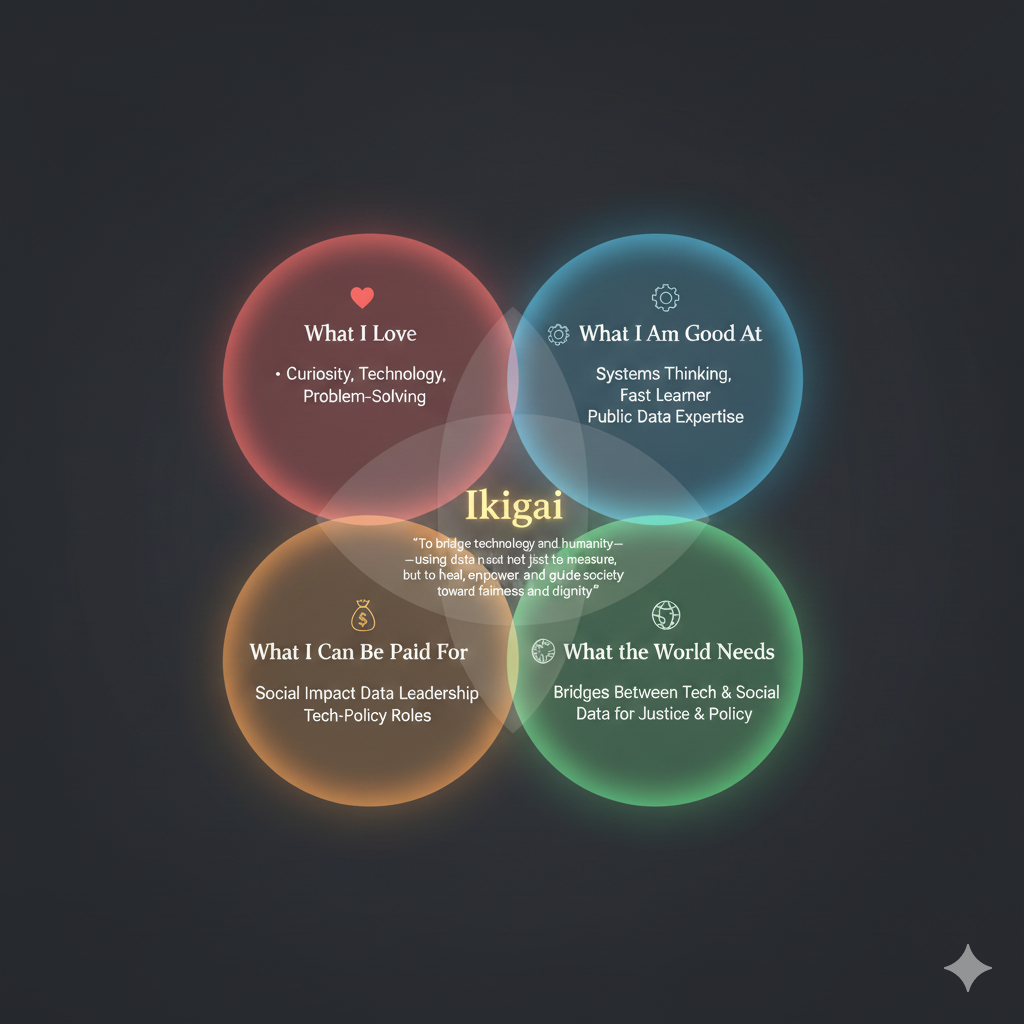 What I Love
• Curiosity, Technology,
Problem-Solving
What I Am Good At
Systems Thinking,
Fast Learner
Public Data Expertise
Ikigai
"To bridge technology and humanity—
—using data not to measure,
but to heal, enpower and guide society
toward faimess and dignity"
What I Can Be Paid For
Social Impact Data Leadership
Tech-Policy Roles
What the World Needs
Bridges Between Tech & Social
Data for Justice & Policy